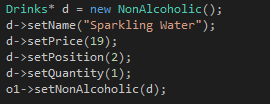 Drinks* d = new NonAlcoholic();
d->setName("Sparkling Water");
d->setPrice(19);
d->setPosition(2);
d->setQuantity(1);
o1->setNonAlcoholic(d);